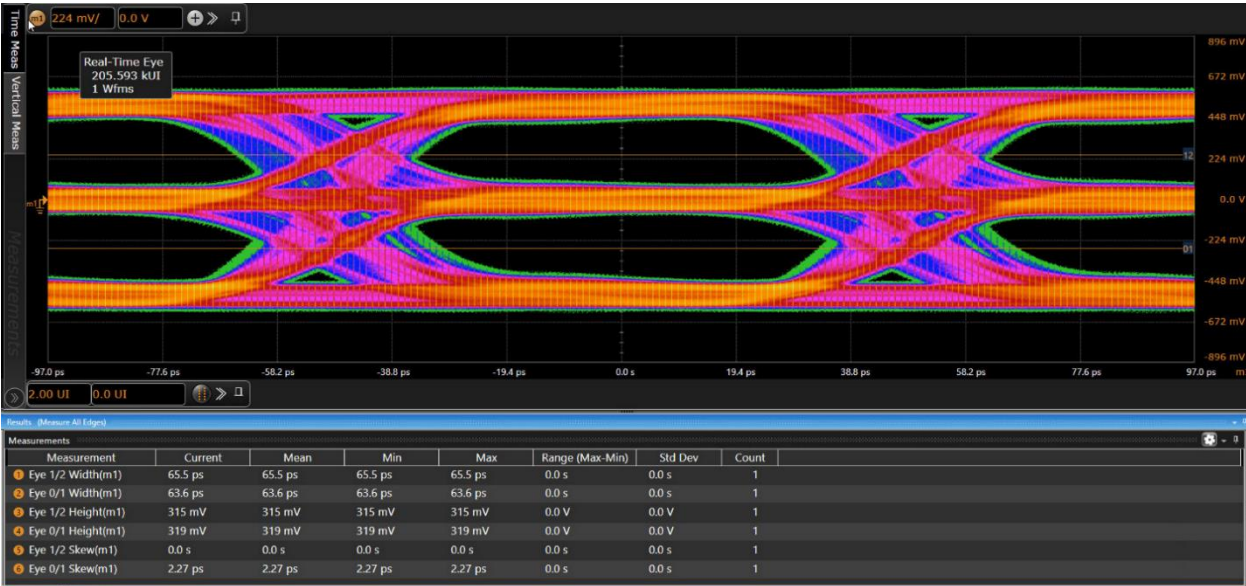 Time Meas
Vertical Meas
Measurements
m1 224 mV/ 0.0 V
Real-Time Eye
205.593 kUI
1 Wfms
896 mV
672 mV
448 mV
12 224 mV
m1 0.0 V
01 -224 mV
-448 mV
-672 mV
-896 mV
-97.0 ps -77.6 ps -58.2 ps -38.8 ps -19.4 ps 0.0 s 19.4 ps 38.8 ps 58.2 ps 77.6 ps 97.0 ps
2.00 UI 0.0 UI
Results (Measure All Edges)
Measurements
Measurement Current Mean Min Max Range (Max-Min) Std Dev Count
1 Eye 1/2 Width(m1) 65.5 ps 65.5 ps 65.5 ps 65.5 ps 0.0 s 0.0 s 1
2 Eye 0/1 Width(m1) 63.6 ps 63.6 ps 63.6 ps 63.6 ps 0.0 s 0.0 s 1
3 Eye 1/2 Height(m1) 315 mV 315 mV 315 mV 315 mV 0.0 V 0.0 V 1
4 Eye 0/1 Height(m1) 319 mV 319 mV 319 mV 319 mV 0.0 V 0.0 V 1
5 Eye 1/2 Skew(m1) 0.0 s 0.0 s 0.0 s 0.0 s 0.0 s 0.0 s 1
6 Eye 0/1 Skew(m1) 2.27 ps 2.27 ps 2.27 ps 2.27 ps 0.0 s 0.0 s 1